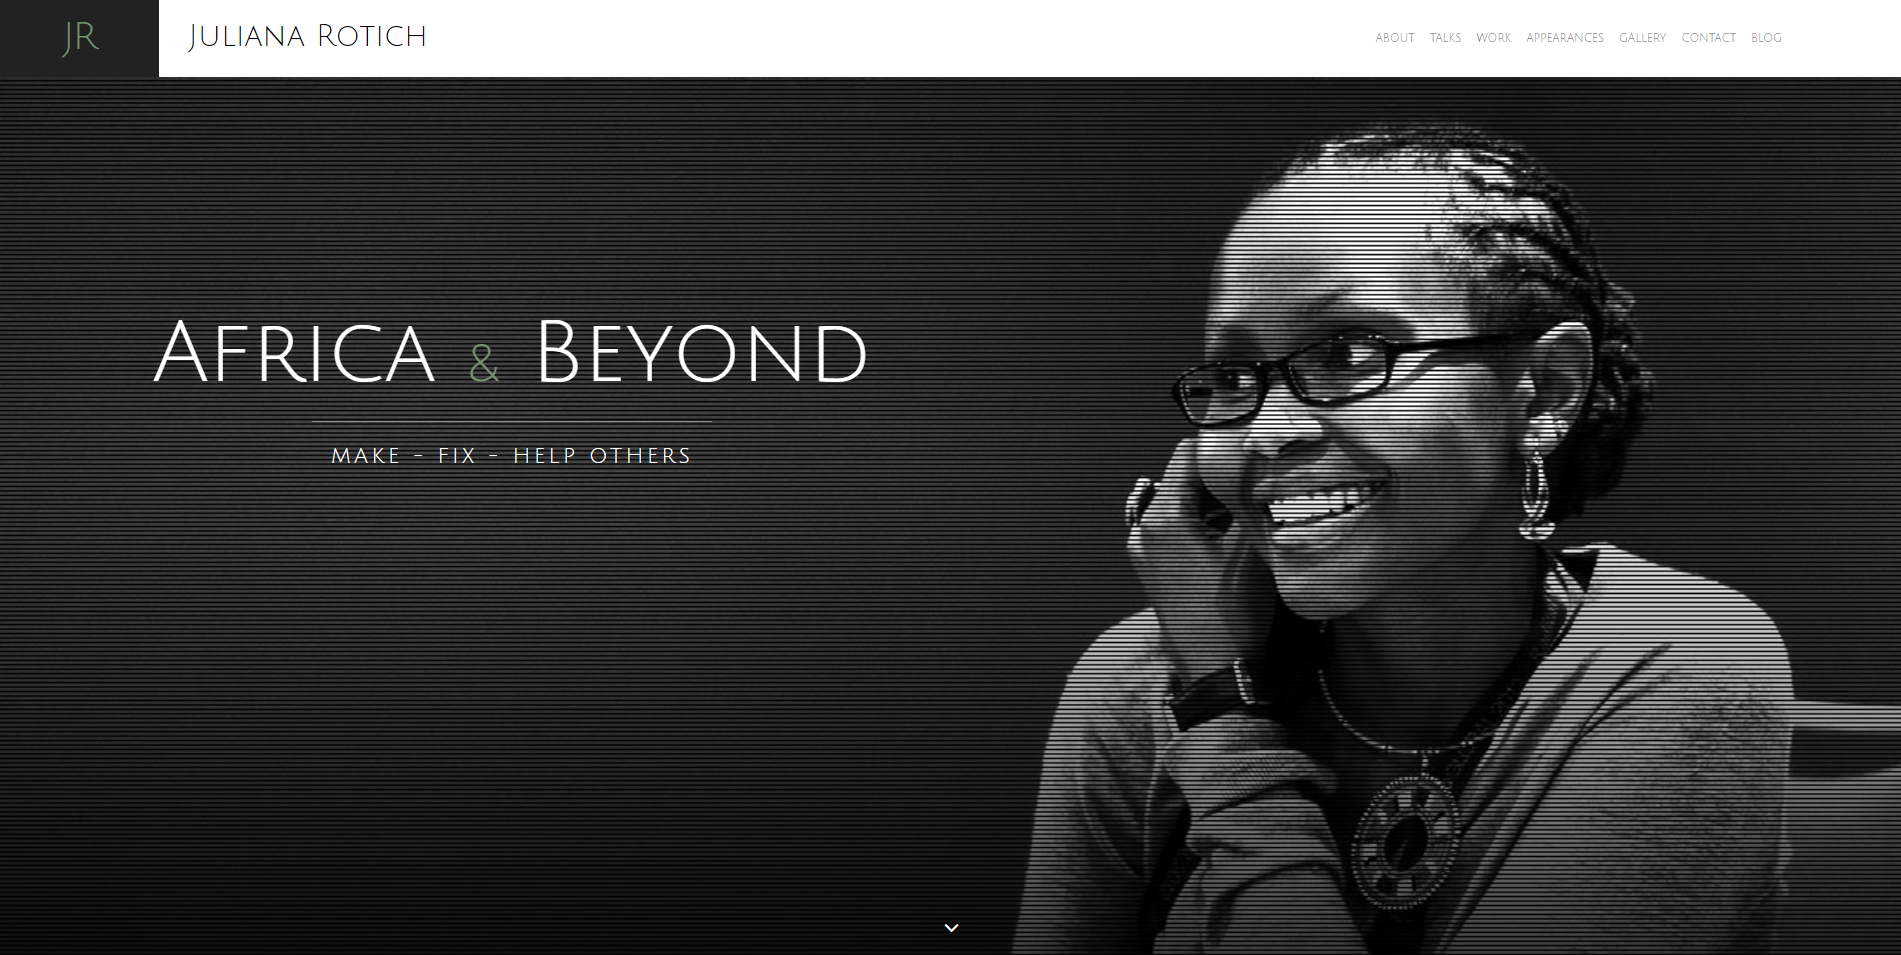 JR
Juliana Rotich
ABOUT TALKS WORK APPEARANCES GALLERY CONTACT BLOG
Africa & Beyond
MAKE - FIX - HELP OTHERS